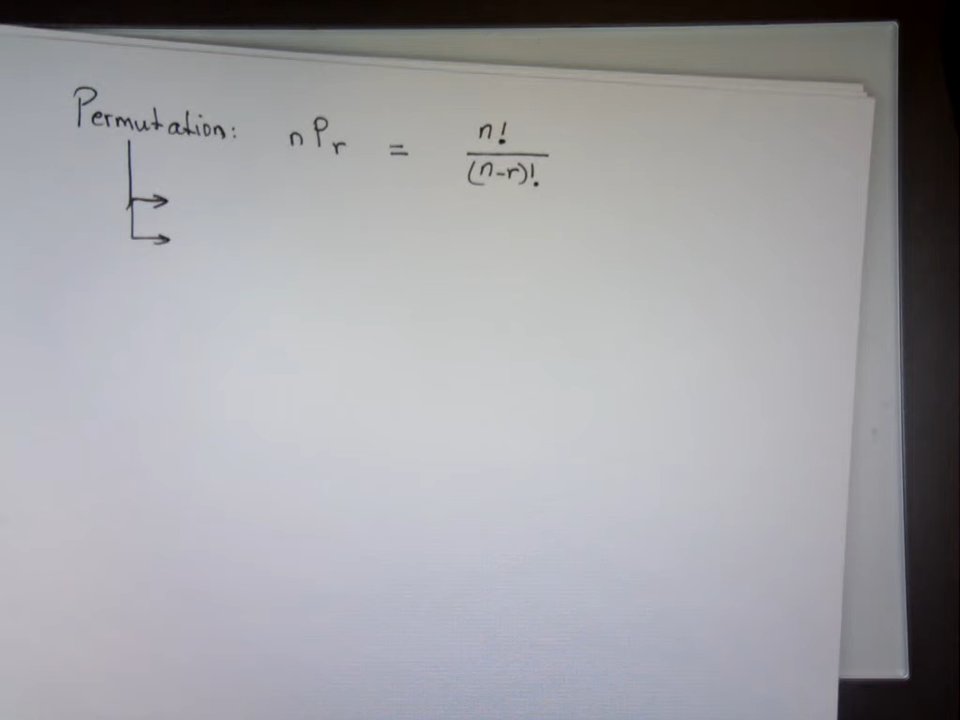 Permutation: nPr = n!/(n-r)!